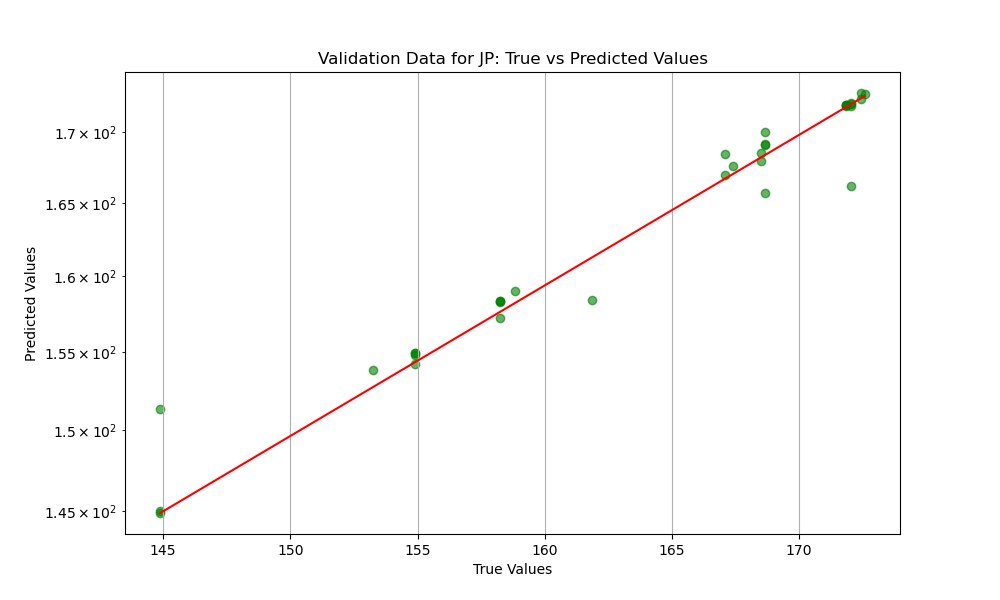 Validation Data for JP: True vs Predicted Values
Predicted Values
1.7 × 10²
1.65 × 10²
1.6 × 10²
1.55 × 10²
1.5 × 10²
1.45 × 10²
145 150 155 160 165 170
True Values